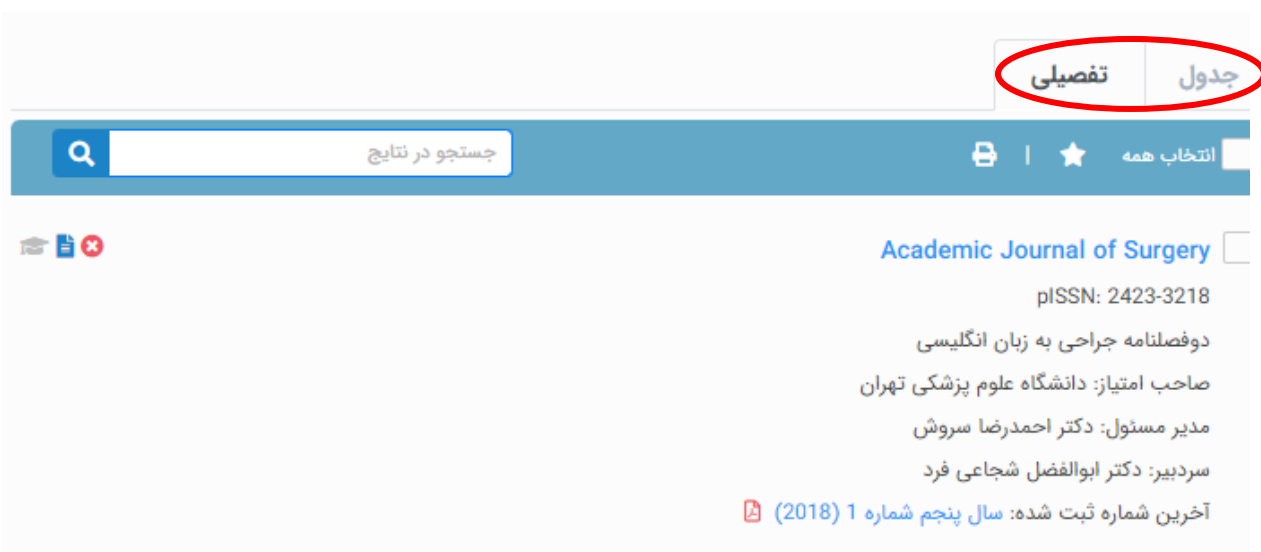 جدول تفصیلی
انتخاب همه | جستجو در نتایج
Academic Journal of Surgery
pISSN: 2423-3218
دوفصلنامه جراحی به زبان انگلیسی
صاحب امتیاز: دانشگاه علوم پزشکی تهران
مدیر مسئول: دکتر احمدرضا سروش
سردبیر: دکتر ابوالفضل شجاعی فرد
آخرین شماره ثبت شده: سال پنجم شماره 1 (2018)